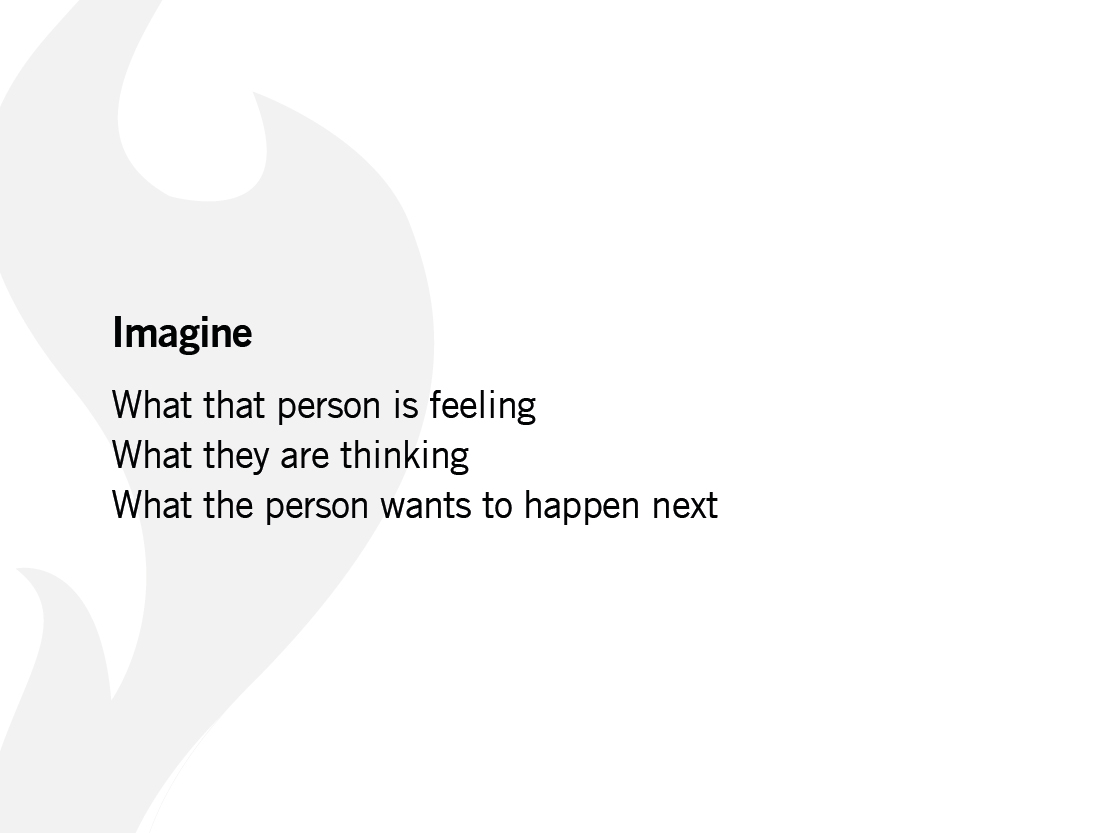 Imagine
What that person is feeling
What they are thinking
What the person wants to happen next